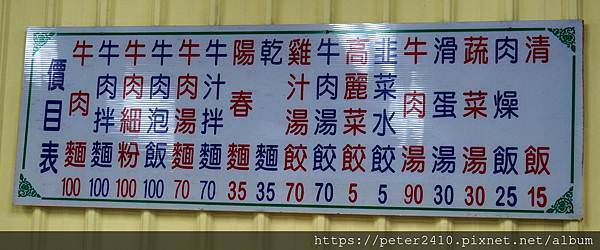 價目表
牛肉麵 100
牛肉拌麵 100
牛肉細粉 100
牛肉泡飯 100
牛肉湯麵 70
牛汁拌麵 70
陽春麵 35
乾麵 35
雞汁湯餃 70
牛肉湯餃 70
高麗菜餃 5
韭菜水餃 5
牛肉湯 90
滑蛋湯 30
蔬菜湯 30
肉燥飯 25
清飯 15
https://peter2410.pixnet.net/album